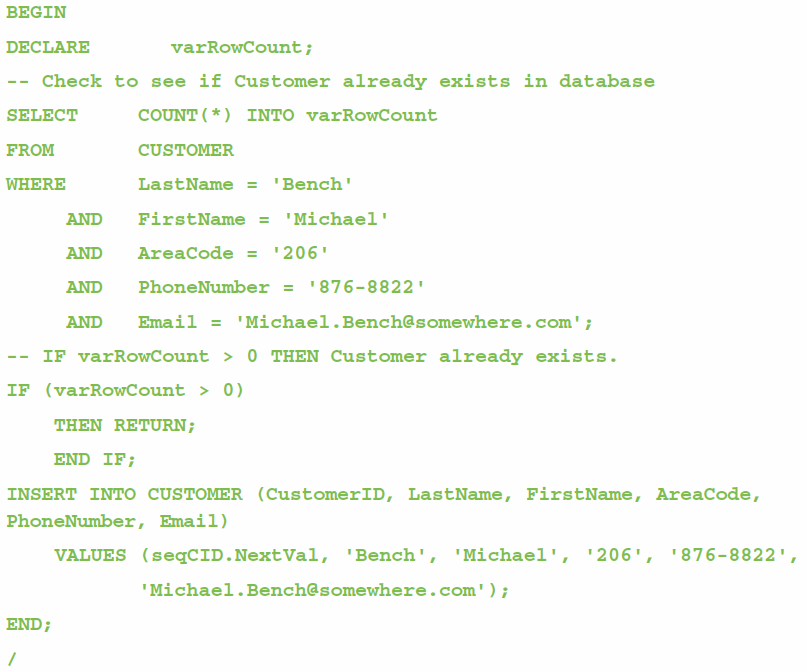 BEGIN
DECLARE varRowCount;
-- Check to see if Customer already exists in database
SELECT COUNT(*) INTO varRowCount
FROM CUSTOMER
WHERE LastName = 'Bench'
AND FirstName = 'Michael'
AND AreaCode = '206'
AND PhoneNumber = '876-8822'
AND Email = 'Michael.Bench@somewhere.com';
-- IF varRowCount > 0 THEN Customer already exists.
IF (varRowCount > 0)
THEN RETURN;
END IF;
INSERT INTO CUSTOMER (CustomerID, LastName, FirstName, AreaCode,
PhoneNumber, Email)
VALUES (seqCID.NextVal, 'Bench', 'Michael', '206', '876-8822',
'Michael.Bench@somewhere.com');
END;
/